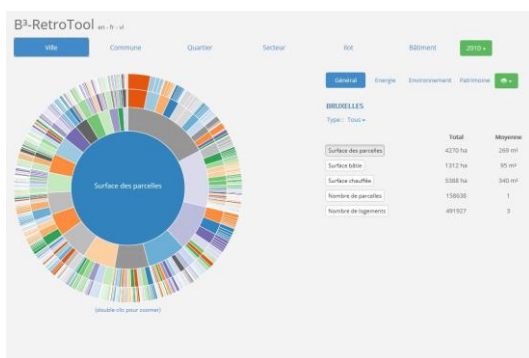 B³-RetroTool en - fr - nl
Ville Commune Quartier Secteur Ilot Bâtiment 2010
Général Energie Environnement Patrimoine
BRUXELLES
Type : Tous
Total Moyenne
Surface des parcelles 4270 ha 269 m²
Surface bâtie 1312 ha 95 m²
Surface chauffée 5388 ha 340 m²
Nombre de parcelles 158638 1
Nombre de logements 491927 3
Surface des parcelles
(double-clic pour zoomer)